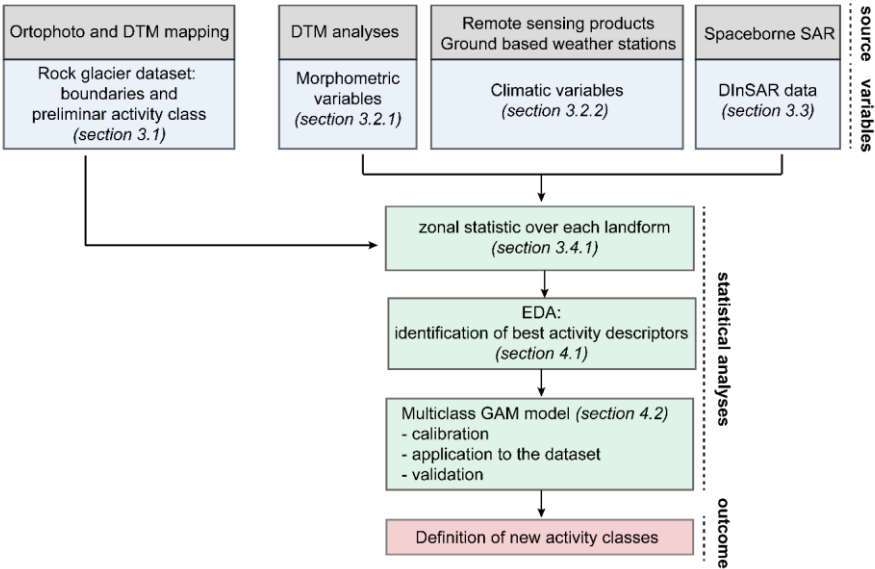 Ortophoto and DTM mapping
Rock glacier dataset:
boundaries and
preliminar activity class
(section 3.1)
DTM analyses
Morphometric
variables
(section 3.2.1)
Remote sensing products
Ground based weather stations
Climatic variables
(section 3.2.2)
Spaceborne SAR
DInSAR data
(section 3.3)
source
variables
zonal statistic over each landform
(section 3.4.1)
EDA:
identification of best activity descriptors
(section 4.1)
Multiclass GAM model (section 4.2)
- calibration
- application to the dataset
- validation
statistical analyses
Definition of new activity classes
outcome